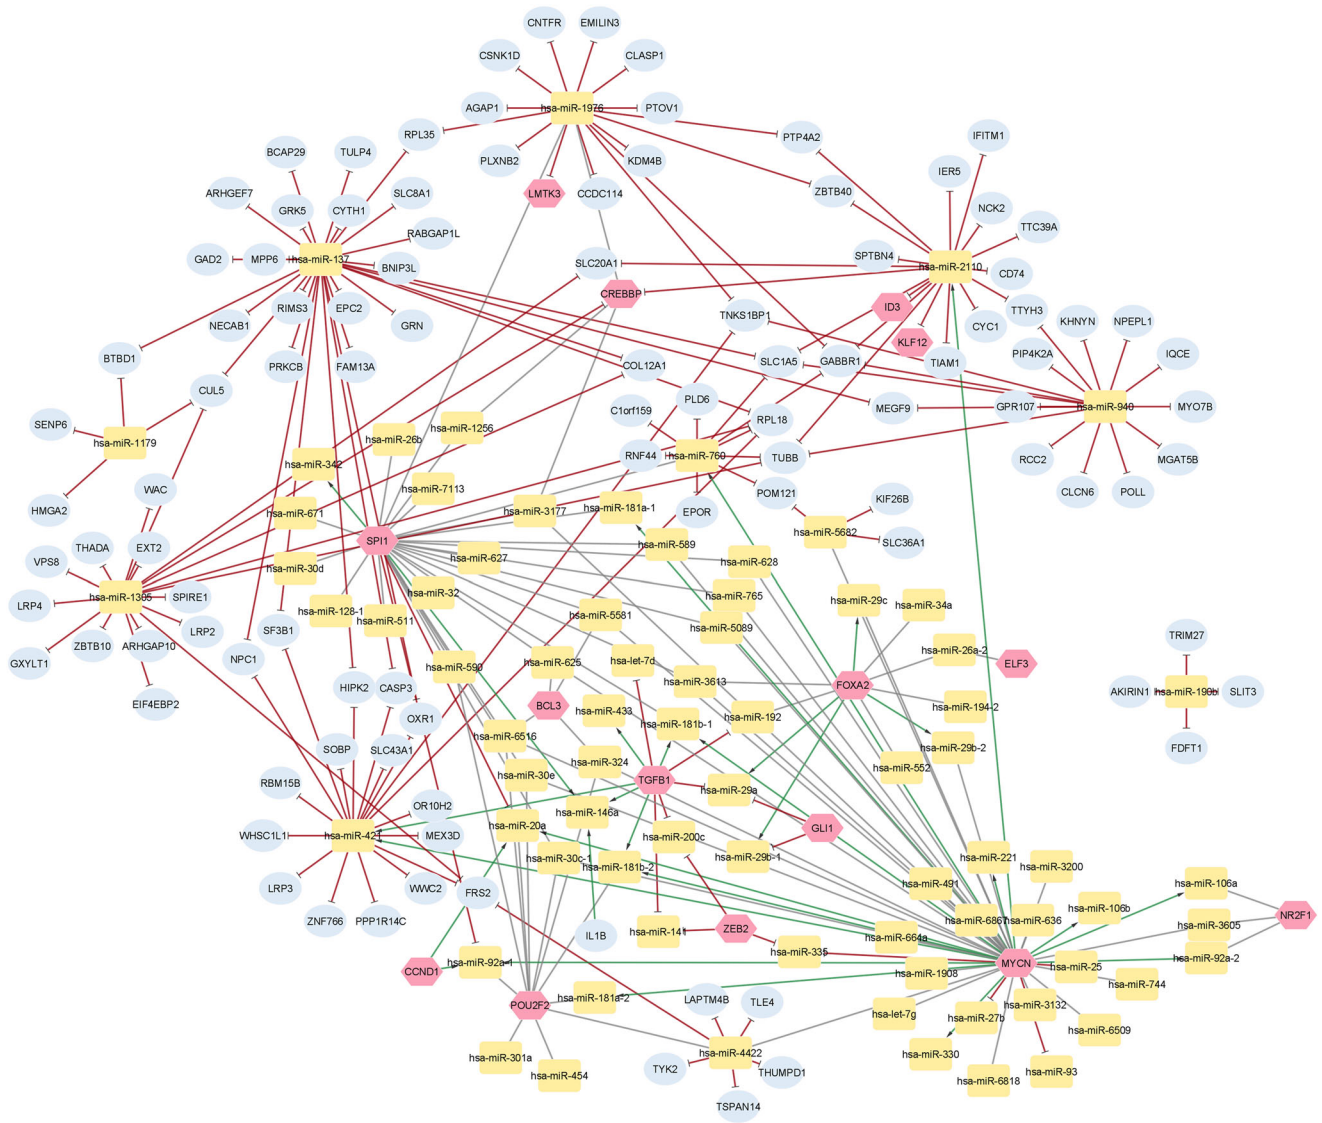 CNTFR
EMILIN3
CSNK1D
CLASP1
AGAP1
hsa-miR-1976
PTOV1
RPL35
PTP4A2
IFITM1
BCAP29
TULP4
PLXNB2
KDM4B
IER5
ARHGEF7
SLC8A1
LMTK3
CCDC114
ZBTB40
GRK5
CYTH1
NCK2
RABGAP1L
TTC39A
GAD2
MPP6
hsa-miR-137
BNIP3L
SLC20A1
SPTBN4
hsa-miR-2110
CD74
CREBBP
RIMS3
EPC2
ID3
TTYH3
NECAB1
GRN
TNKS1BP1
CYC1
KHNYN
NPEPL1
KLF12
BTBD1
PRKCB
FAM13A
COL12A1
SLC1A5
GABBR1
TIAM1
PIP4K2A
IQCE
CUL5
C1orf159
PLD6
MEGF9
GPR107
hsa-miR-940
MYO7B
SENP6
hsa-miR-1179
hsa-miR-26b
hsa-miR-1256
RPL18
hsa-miR-342
RNF44
hsa-miR-760
TUBB
RCC2
MGAT5B
WAC
hsa-miR-7113
POM121
CLCN6
POLL
HMGA2
hsa-miR-671
hsa-miR-3177
hsa-miR-181a-1
EPOR
KIF26B
THADA
EXT2
SPI1
hsa-miR-589
hsa-miR-5682
SLC36A1
VPS8
hsa-miR-30d
hsa-miR-627
hsa-miR-628
LRP4
hsa-miR-1305
SPIRE1
hsa-miR-32
hsa-miR-765
hsa-miR-29c
hsa-miR-34a
hsa-miR-128-1
hsa-miR-511
hsa-miR-5581
hsa-miR-5089
LRP2
SF3B1
TRIM27
ZBTB10
ARHGAP10
hsa-miR-26a-2
ELF3
GXYLT1
NPC1
hsa-miR-590
hsa-miR-625
hsa-let-7d
hsa-miR-3613
FOXA2
HIPK2
CASP3
AKIRIN1
hsa-miR-190b
SLIT3
EIF4EBP2
BCL3
hsa-miR-194-2
OXR1
hsa-miR-433
hsa-miR-181b-1
hsa-miR-192
hsa-miR-6516
FDFT1
SOBP
SLC43A1
hsa-miR-29b-2
hsa-miR-324
hsa-miR-552
RBM15B
hsa-miR-30e
TGFB1
hsa-miR-29a
OR10H2
hsa-miR-146a
WHSC1L1
hsa-miR-421
MEX3D
hsa-miR-20a
hsa-miR-200c
GLI1
hsa-miR-30c-1
hsa-miR-181b-2
hsa-miR-29b-1
hsa-miR-221
hsa-miR-3200
LRP3
WWC2
FRS2
hsa-miR-491
hsa-miR-106a
ZNF766
PPP1R14C
hsa-miR-6867
hsa-miR-636
hsa-miR-106b
NR2F1
IL1B
hsa-miR-141
ZEB2
hsa-miR-664a
hsa-miR-3605
hsa-miR-335
hsa-miR-92a-2
CCND1
hsa-miR-92a-1
hsa-miR-1908
MYCN
hsa-miR-25
hsa-miR-744
POU2F2
hsa-miR-181a-2
LAPTM4B
TLE4
hsa-let-7g
hsa-miR-27b
hsa-miR-3132
hsa-miR-6509
hsa-miR-301a
hsa-miR-4422
hsa-miR-330
hsa-miR-454
TYK2
THUMPD1
hsa-miR-6818
hsa-miR-93
TSPAN14